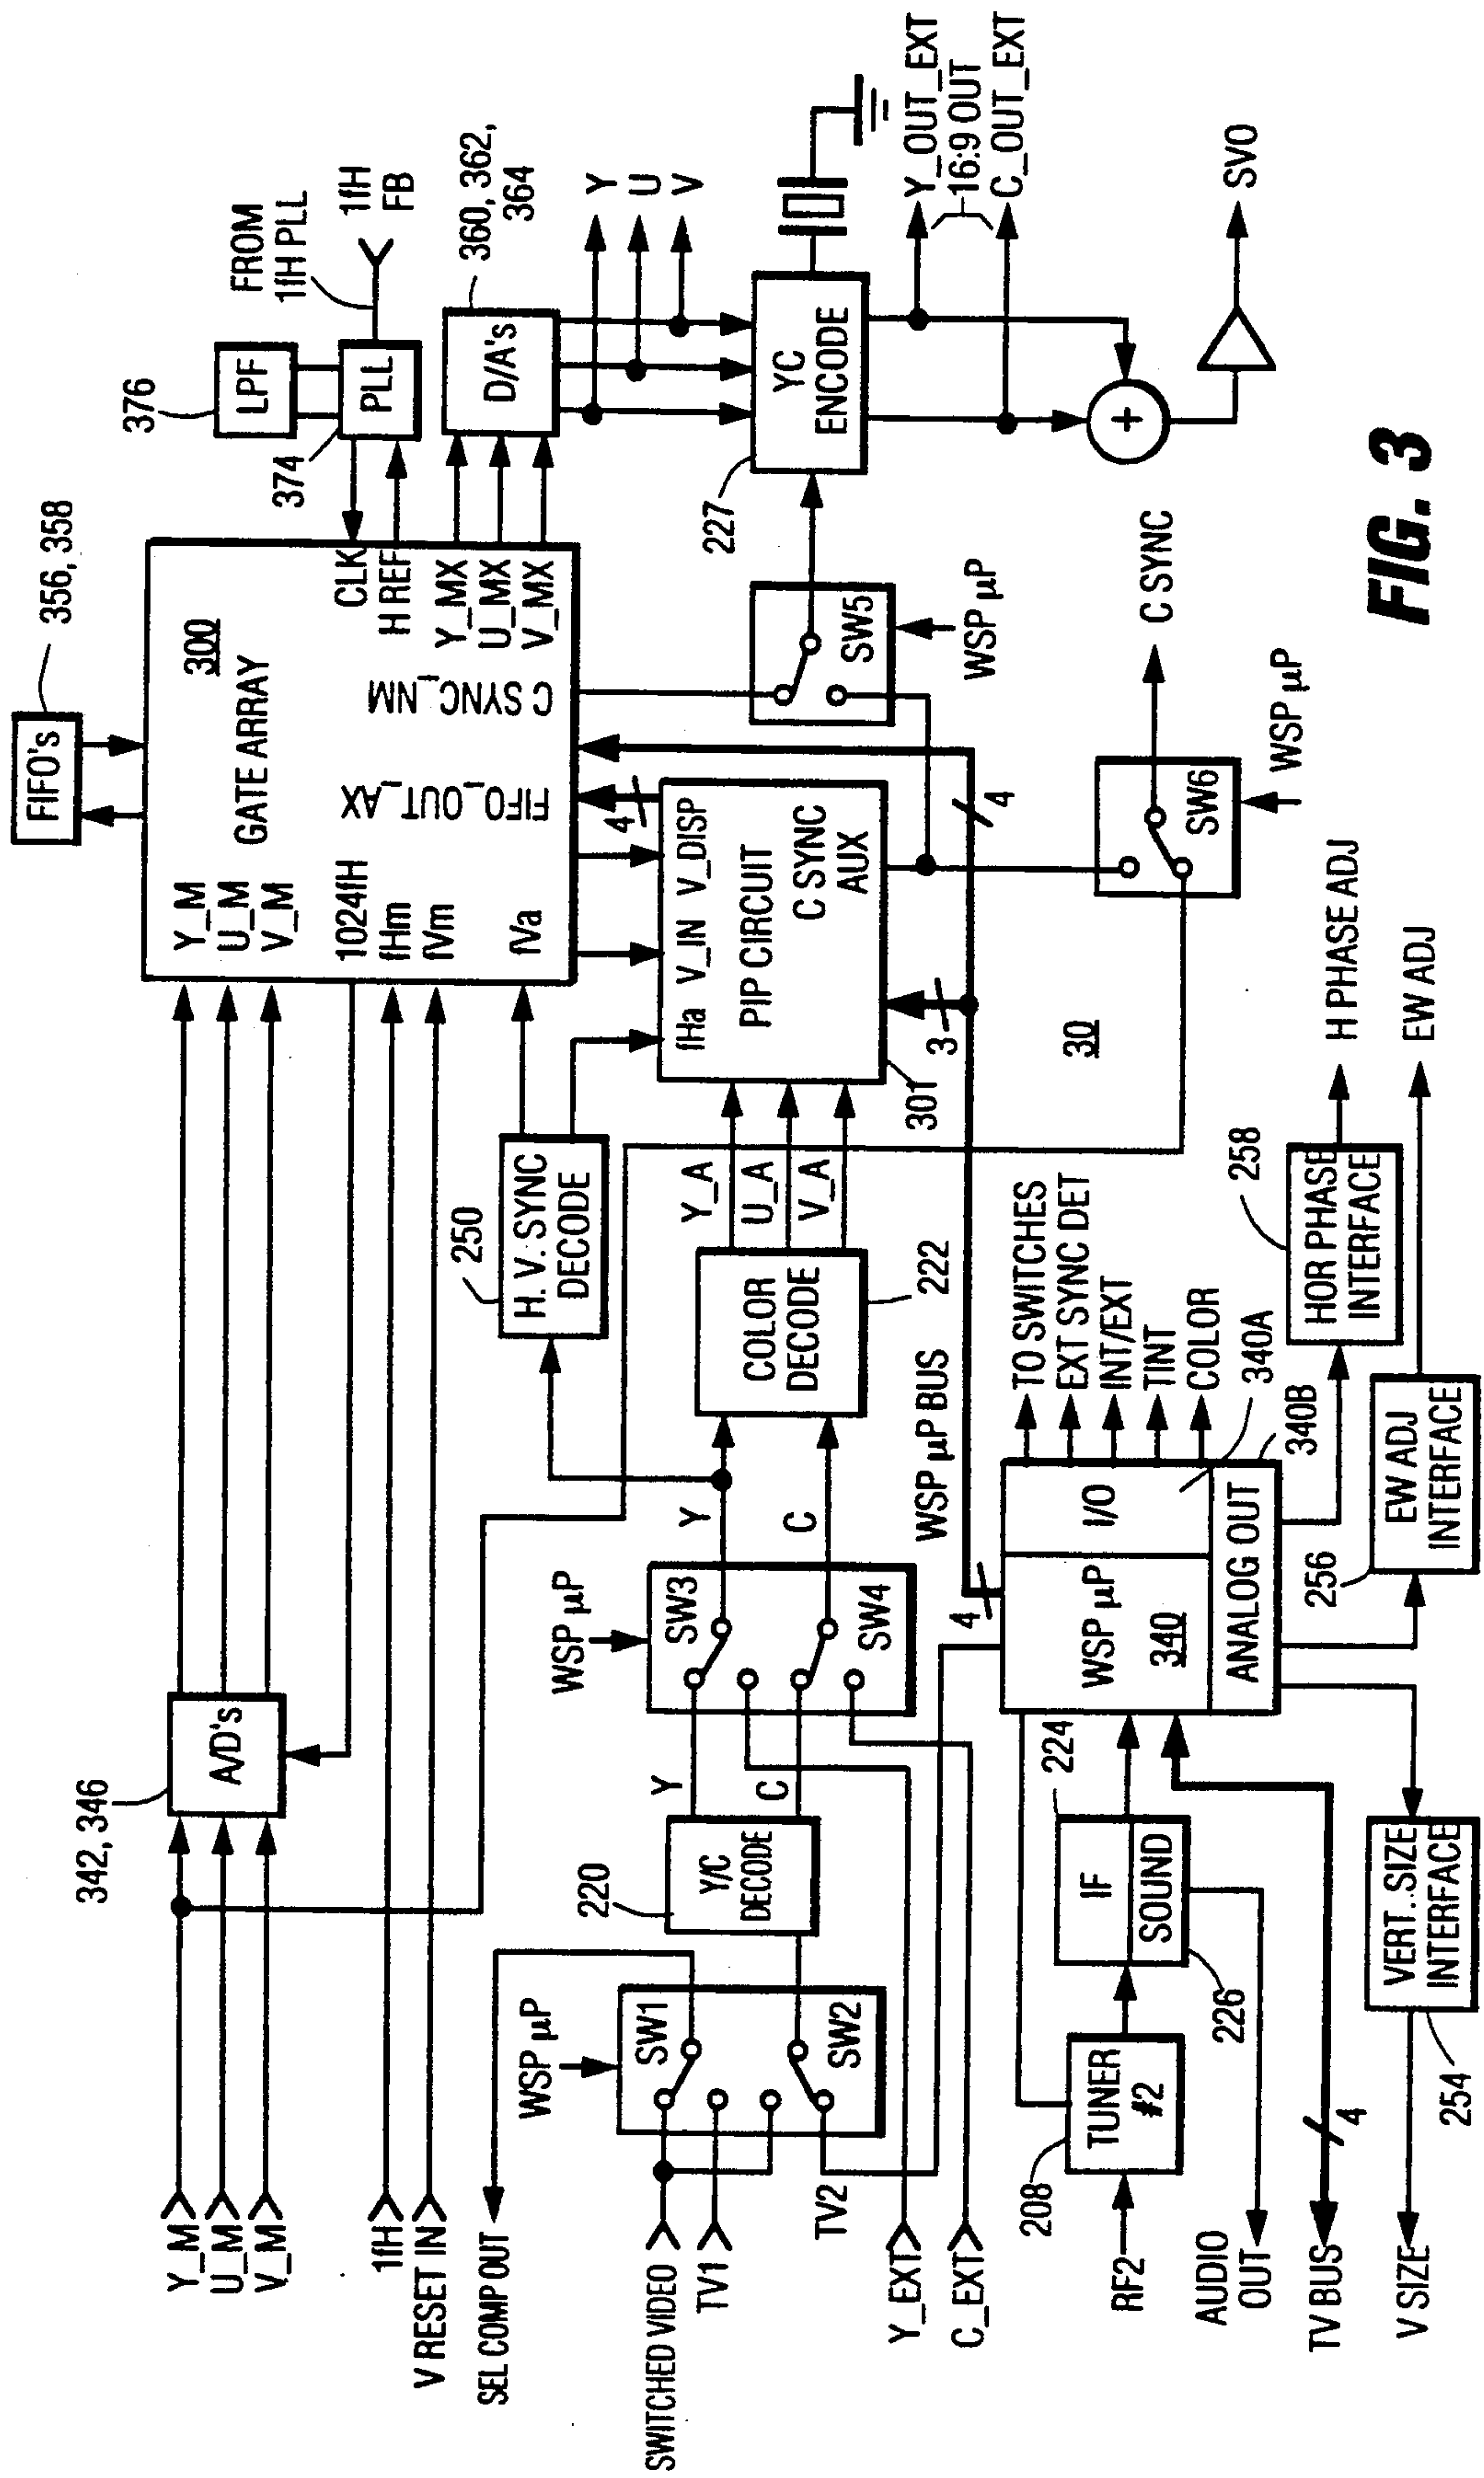 Y_M
U_M
V_M
342, 346
A/D's
1fH
V RESET IN
SEL COMP OUT
Y_M
U_M
V_M
1024fH
fHm
fVm
fVa
GATE ARRAY
300
FIFO_OUT_AX
C SYNC_NM
CLK
H REF
Y_MX
U_MX
V_MX
FIFO's
356, 358
376
LPF
374
PLL
FROM
1fH PLL
1fH
FB
D/A's
360, 362,
364
Y
U
V
SWITCHED VIDEO
TV1
TV2
WSP µP
SW1
SW2
220
Y/C
DECODE
Y
C
WSP µP
SW3
SW4
Y
C
250
H. V. SYNC
DECODE
COLOR
DECODE
222
Y_A
U_A
V_A
fHa
V_IN
V_DISP
PIP CIRCUIT
C SYNC
AUX
301
4
3
4
SW5
WSP µP
227
YC
ENCODE
Y_OUT_EXT
16:9 OUT
C_OUT_EXT
+
SVO
Y_EXT
C_EXT
WSP µP BUS
4
30
SW6
WSP µP
C SYNC
RF2
208
TUNER
#2
224
IF
SOUND
226
AUDIO
OUT
TV BUS
4
WSP µP
340
I/O
ANALOG OUT
TO SWITCHES
EXT SYNC DET
INT/EXT
TINT
COLOR
340A
340B
V SIZE
254
VERT. SIZE
INTERFACE
256
EW ADJ
INTERFACE
EW ADJ
258
HOR PHASE
INTERFACE
H PHASE ADJ
FIG. 3